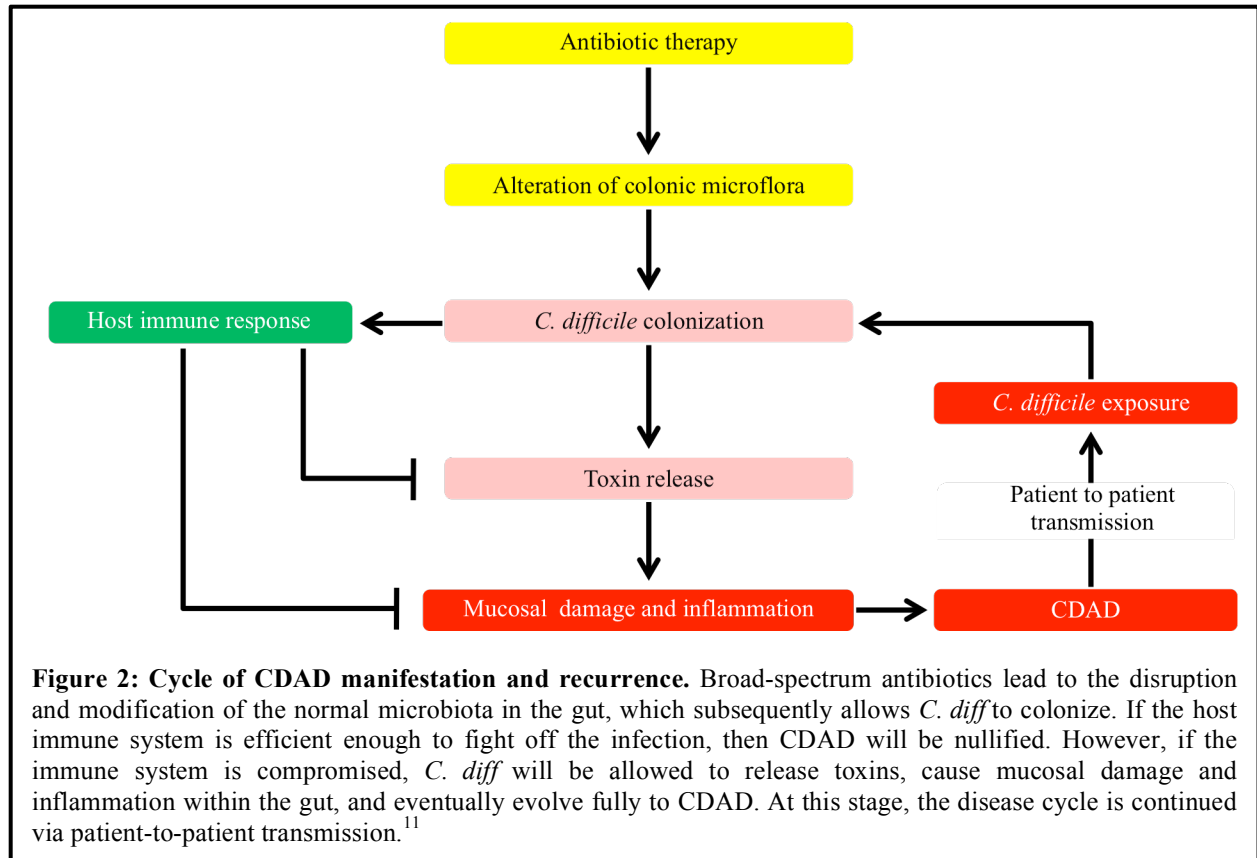 Antibiotic therapy
Alteration of colonic microflora
Host immune response
C. difficile colonization
C. difficile exposure
Toxin release
Patient to patient
transmission
Mucosal damage and inflammation
CDAD
Figure 2: Cycle of CDAD manifestation and recurrence. Broad-spectrum antibiotics lead to the disruption
and modification of the normal microbiota in the gut, which subsequently allows C. diff to colonize. If the host
immune system is efficient enough to fight off the infection, then CDAD will be nullified. However, if the
immune system is compromised, C. diff will be allowed to release toxins, cause mucosal damage and
inflammation within the gut, and eventually evolve fully to CDAD. At this stage, the disease cycle is continued
via patient-to-patient transmission.11